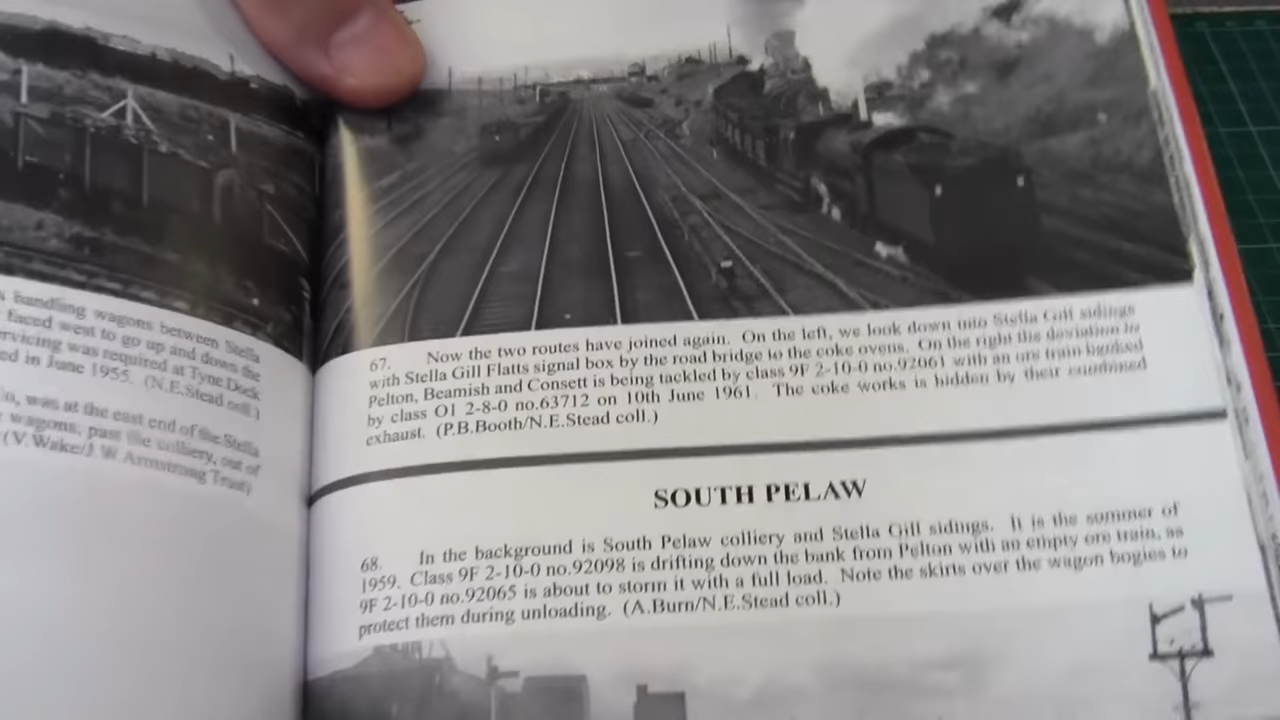 handling wagons between Stella
faced west to go up and down the
servicing was required at Tyne Dock
ed in June 1955. (N.E.Stead coll.)
was at the east end of the Stella
wagons, past the colliery, out of
(V.Wake/J.W.Armstrong Trust)
67. Now the two routes have joined again. On the left, we look down into Stella Gill sidings
with Stella Gill Flatts signal box by the road bridge to the coke ovens. On the right the deviation to
Pelton, Beamish and Consett is being tackled by class 9F 2-10-0 no.92061 with an ore train banked
by class O1 2-8-0 no.63712 on 10th June 1961. The coke works is hidden by their combined
exhaust. (P.B.Booth/N.E.Stead coll.)
SOUTH PELAW
68. In the background is South Pelaw colliery and Stella Gill sidings. It is the summer of
1959. Class 9F 2-10-0 no.92098 is drifting down the bank from Pelton with an empty ore train, as
9F 2-10-0 no.92065 is about to storm it with a full load. Note the skirts over the wagon bogies to
protect them during unloading. (A.Burn/N.E.Stead coll.)